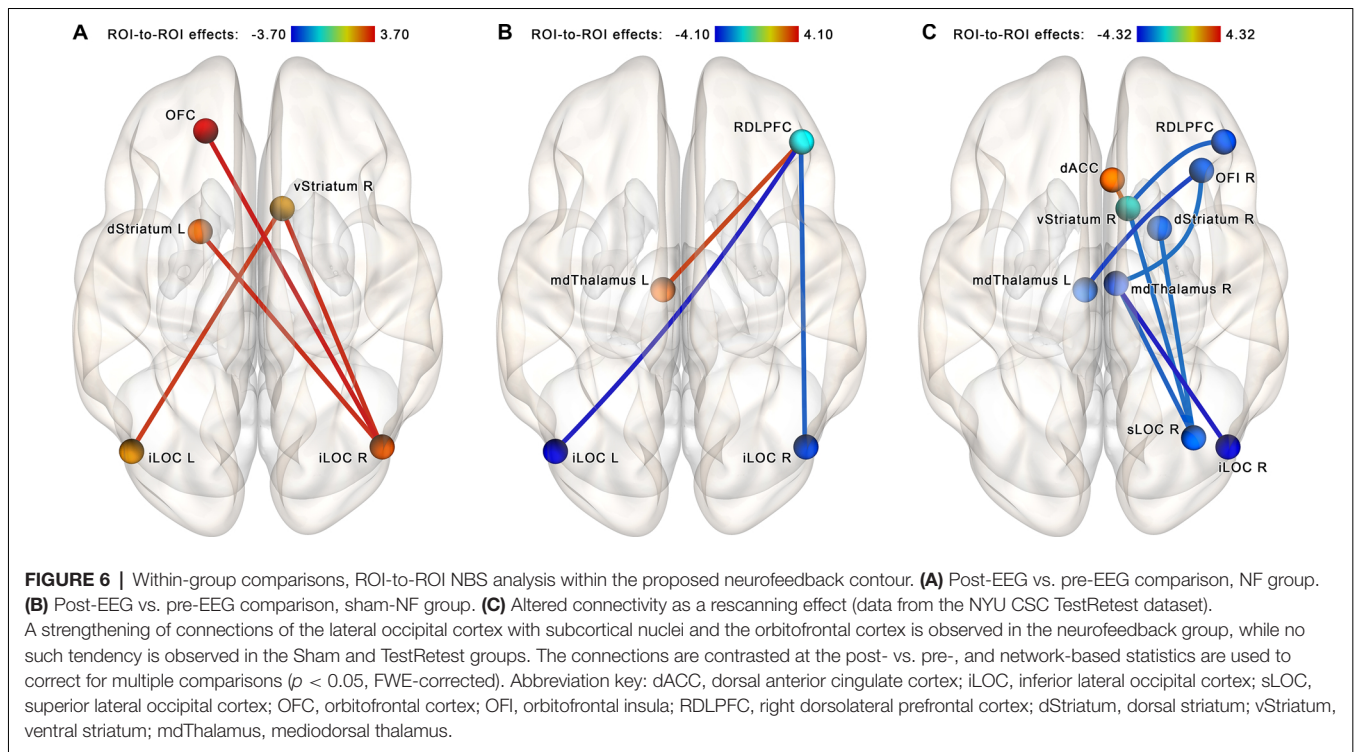 A ROI-to-ROI effects: -3.70 3.70
OFC
vStriatum R
dStriatum L
iLOC L
iLOC R
B ROI-to-ROI effects: -4.10 4.10
RDLPFC
mdThalamus L
iLOC L
iLOC R
C ROI-to-ROI effects: -4.32 4.32
RDLPFC
dACC
OFI R
vStriatum R
dStriatum R
mdThalamus L
mdThalamus R
sLOC R
iLOC R
FIGURE 6 | Within-group comparisons, ROI-to-ROI NBS analysis within the proposed neurofeedback contour. (A) Post-EEG vs. pre-EEG comparison, NF group.
(B) Post-EEG vs. pre-EEG comparison, sham-NF group. (C) Altered connectivity as a rescanning effect (data from the NYU CSC TestRetest dataset).
A strengthening of connections of the lateral occipital cortex with subcortical nuclei and the orbitofrontal cortex is observed in the neurofeedback group, while no
such tendency is observed in the Sham and TestRetest groups. The connections are contrasted at the post- vs. pre-, and network-based statistics are used to
correct for multiple comparisons (p < 0.05, FWE-corrected). Abbreviation key: dACC, dorsal anterior cingulate cortex; iLOC, inferior lateral occipital cortex; sLOC,
superior lateral occipital cortex; OFC, orbitofrontal cortex; OFI, orbitofrontal insula; RDLPFC, right dorsolateral prefrontal cortex; dStriatum, dorsal striatum; vStriatum,
ventral striatum; mdThalamus, mediodorsal thalamus.